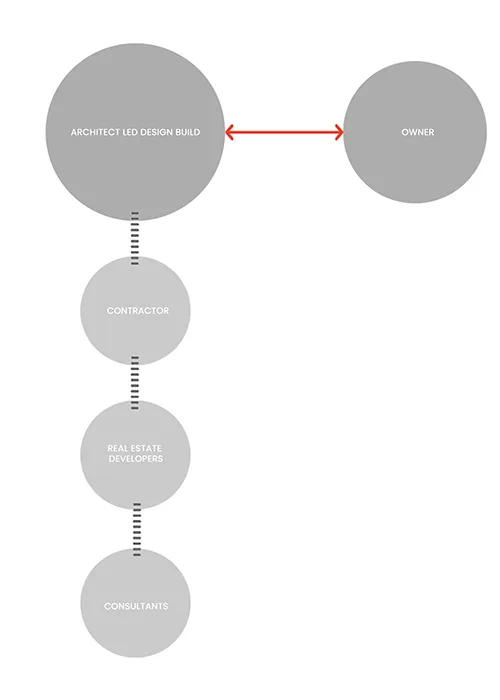 ARCHITECT LED DESIGN BUILD
OWNER
CONTRACTOR
REAL ESTATE
DEVELOPERS
CONSULTANTS